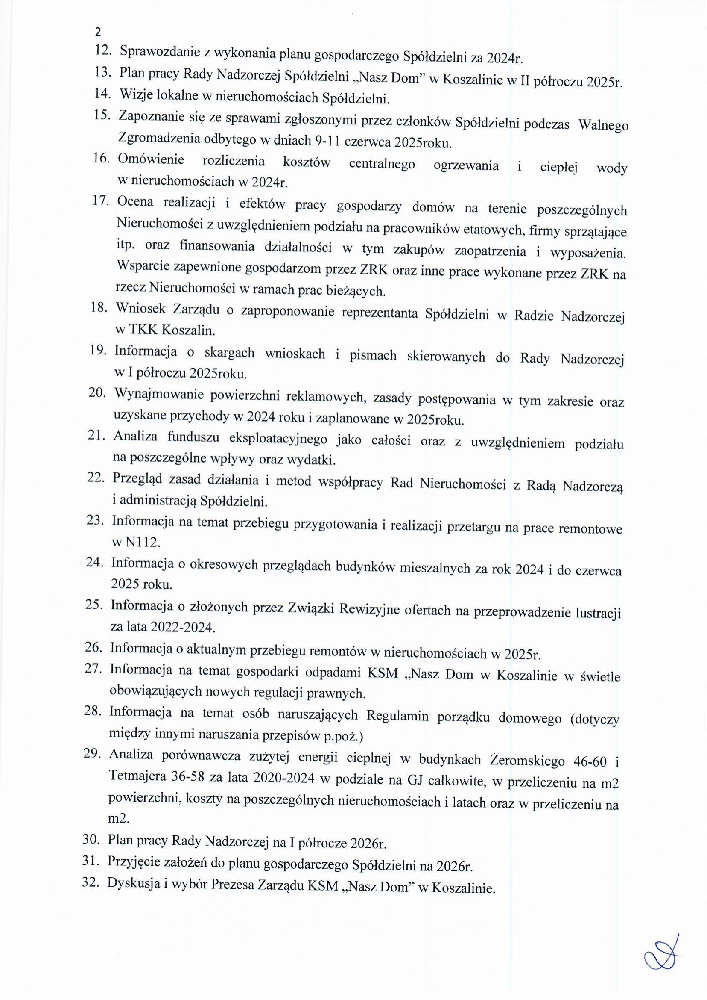 2
12. Sprawozdanie z wykonania planu gospodarczego Spółdzielni za 2024r.
13. Plan pracy Rady Nadzorczej Spółdzielni „Nasz Dom” w Koszalinie w II półroczu 2025r.
14. Wizje lokalne w nieruchomościach Spółdzielni.
15. Zapoznanie się ze sprawami zgłoszonymi przez członków Spółdzielni podczas Walnego
Zgromadzenia odbytego w dniach 9-11 czerwca 2025roku.
16. Omówienie rozliczenia kosztów centralnego ogrzewania i ciepłej wody
w nieruchomościach w 2024r.
17. Ocena realizacji i efektów pracy gospodarzy domów na terenie poszczególnych
Nieruchomości z uwzględnieniem podziału na pracowników etatowych, firmy sprzątające
itp. oraz finansowania działalności w tym zakupów zaopatrzenia i wyposażenia.
Wsparcie zapewnione gospodarzom przez ZRK oraz inne prace wykonane przez ZRK na
rzecz Nieruchomości w ramach prac bieżących.
18. Wniosek Zarządu o zaproponowanie reprezentanta Spółdzielni w Radzie Nadzorczej
w TKK Koszalin.
19. Informacja o skargach wnioskach i pismach skierowanych do Rady Nadzorczej
w I półroczu 2025roku.
20. Wynajmowanie powierzchni reklamowych, zasady postępowania w tym zakresie oraz
uzyskane przychody w 2024 roku i zaplanowane w 2025roku.
21. Analiza funduszu eksploatacyjnego jako całości oraz z uwzględnieniem podziału
na poszczególne wpływy oraz wydatki.
22. Przegląd zasad działania i metod współpracy Rad Nieruchomości z Radą Nadzorczą
i administracją Spółdzielni.
23. Informacja na temat przebiegu przygotowania i realizacji przetargu na prace remontowe
w N112.
24. Informacja o okresowych przeglądach budynków mieszalnych za rok 2024 i do czerwca
2025 roku.
25. Informacja o złożonych przez Związki Rewizyjne ofertach na przeprowadzenie lustracji
za lata 2022-2024.
26. Informacja o aktualnym przebiegu remontów w nieruchomościach w 2025r.
27. Informacja na temat gospodarki odpadami KSM „Nasz Dom w Koszalinie w świetle
obowiązujących nowych regulacji prawnych.
28. Informacja na temat osób naruszających Regulamin porządku domowego (dotyczy
między innymi naruszania przepisów p.poż.)
29. Analiza porównawcza zużytej energii cieplnej w budynkach Żeromskiego 46-60 i
Tetmajera 36-58 za lata 2020-2024 w podziale na GJ całkowite, w przeliczeniu na m2
powierzchni, koszty na poszczególnych nieruchomościach i latach oraz w przeliczeniu na
m2.
30. Plan pracy Rady Nadzorczej na I półrocze 2026r.
31. Przyjęcie założeń do planu gospodarczego Spółdzielni na 2026r.
32. Dyskusja i wybór Prezesa Zarządu KSM „Nasz Dom” w Koszalinie.